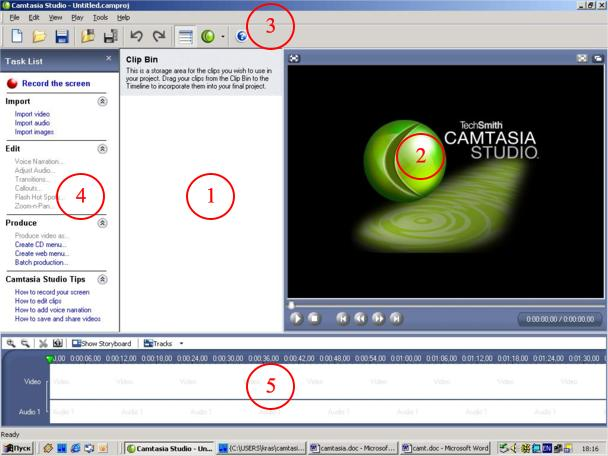 Camtasia Studio - Untitled.camproj
File Edit View Play Tools Help
3
Task List
Record the screen
Import
Import video
Import audio
Import images
Edit
Voice Narration...
Adjust Audio...
Transitions...
Callouts...
Flash Hot Spot...
Zoom-n-Pan...
4
Produce
Produce video as...
Create CD menu...
Create web menu...
Batch production...
Camtasia Studio Tips
How to record your screen
How to edit clips
How to add voice narration
How to save and share videos
Clip Bin
This is a storage area for the clips you wish to use in
your project. Drag your clips from the Clip Bin to the
Timeline to incorporate them into your final project.
1
TechSmith
CAMTASIA
STUDIO
2
0:00:00,00 / 0:00:00,00
Show Storyboard Tracks
0:00:06,00 0:00:12,00 0:00:18,00 0:00:24,00 0:00:30,00 0:00:36,00 0:00:42,00 0:00:48,00 0:00:54,00 0:01:00,00 0:01:06,00 0:01:12,00 0:01:18,00 0:01:24,00 0:01:30,00
Video Video Video Video Video Video Video Video Video
5
Audio 1 Audio 1 Audio 1 Audio 1 Audio 1 Audio 1 Audio 1 Audio 1
Ready
Пуск Camtasia Studio - Un... {C:\USERS\kras\camtasi... camtasia.doc - Microsof... camt.doc - Microsoft Word EN 18:16